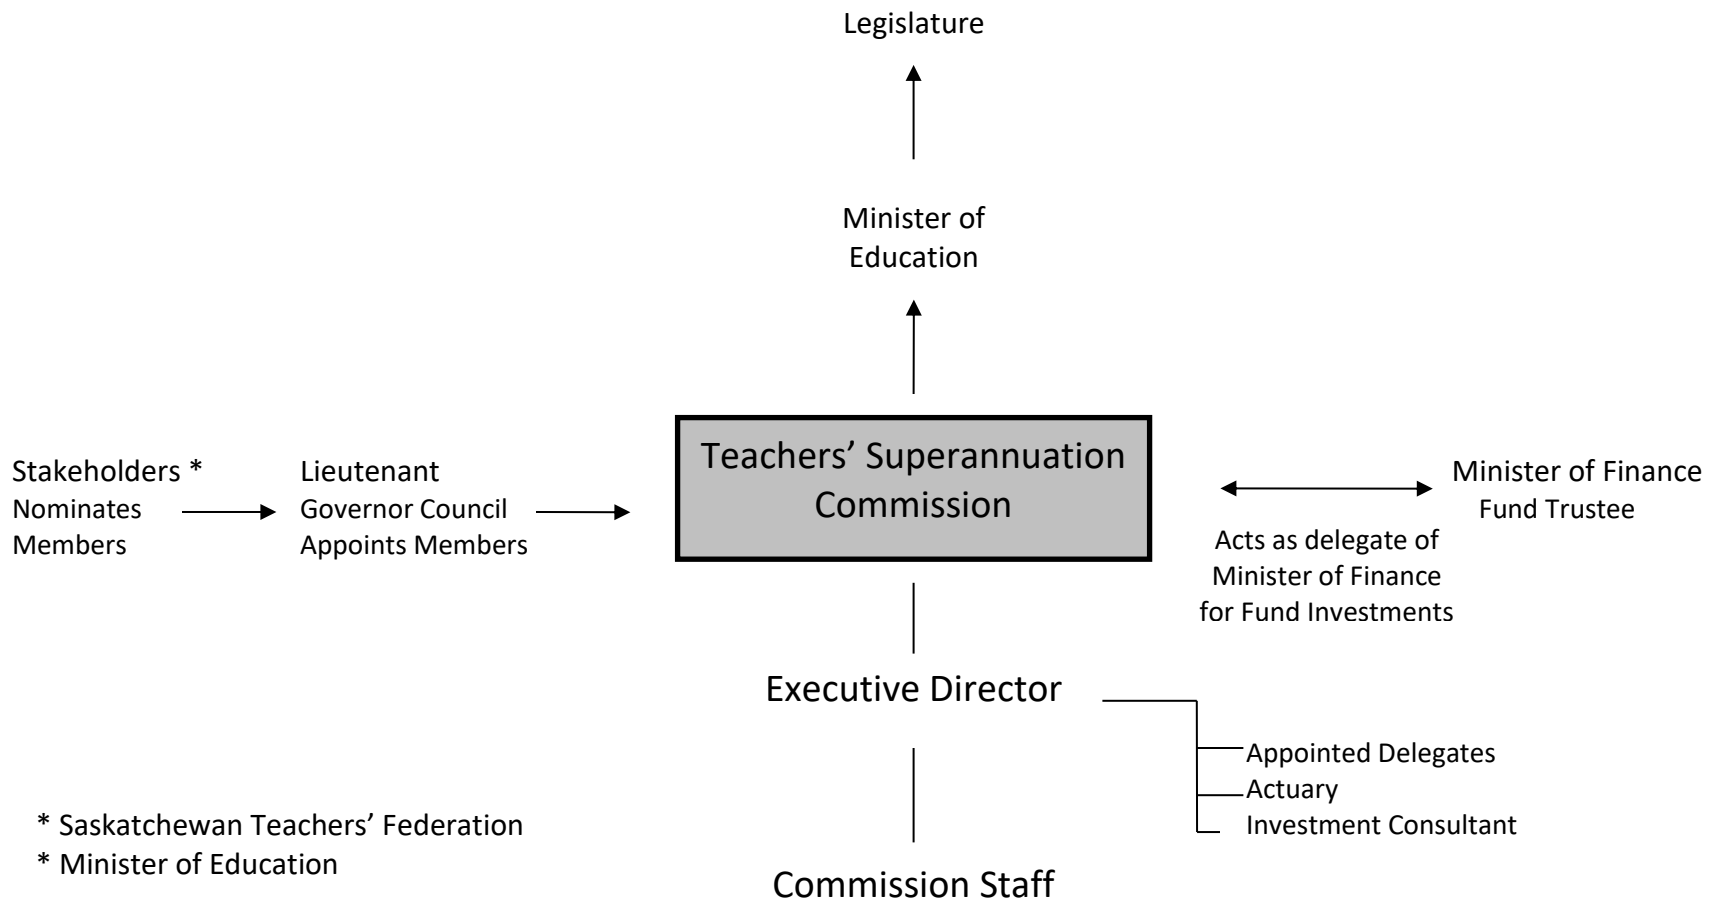 Legislature
Minister of
Education
Teachers’ Superannuation
Commission
Stakeholders *
Nominates
Members
Lieutenant
Governor Council
Appoints Members
Minister of Finance
Fund Trustee
Acts as delegate of
Minister of Finance
for Fund Investments
Executive Director
Appointed Delegates
Actuary
Investment Consultant
* Saskatchewan Teachers’ Federation
* Minister of Education
Commission Staff